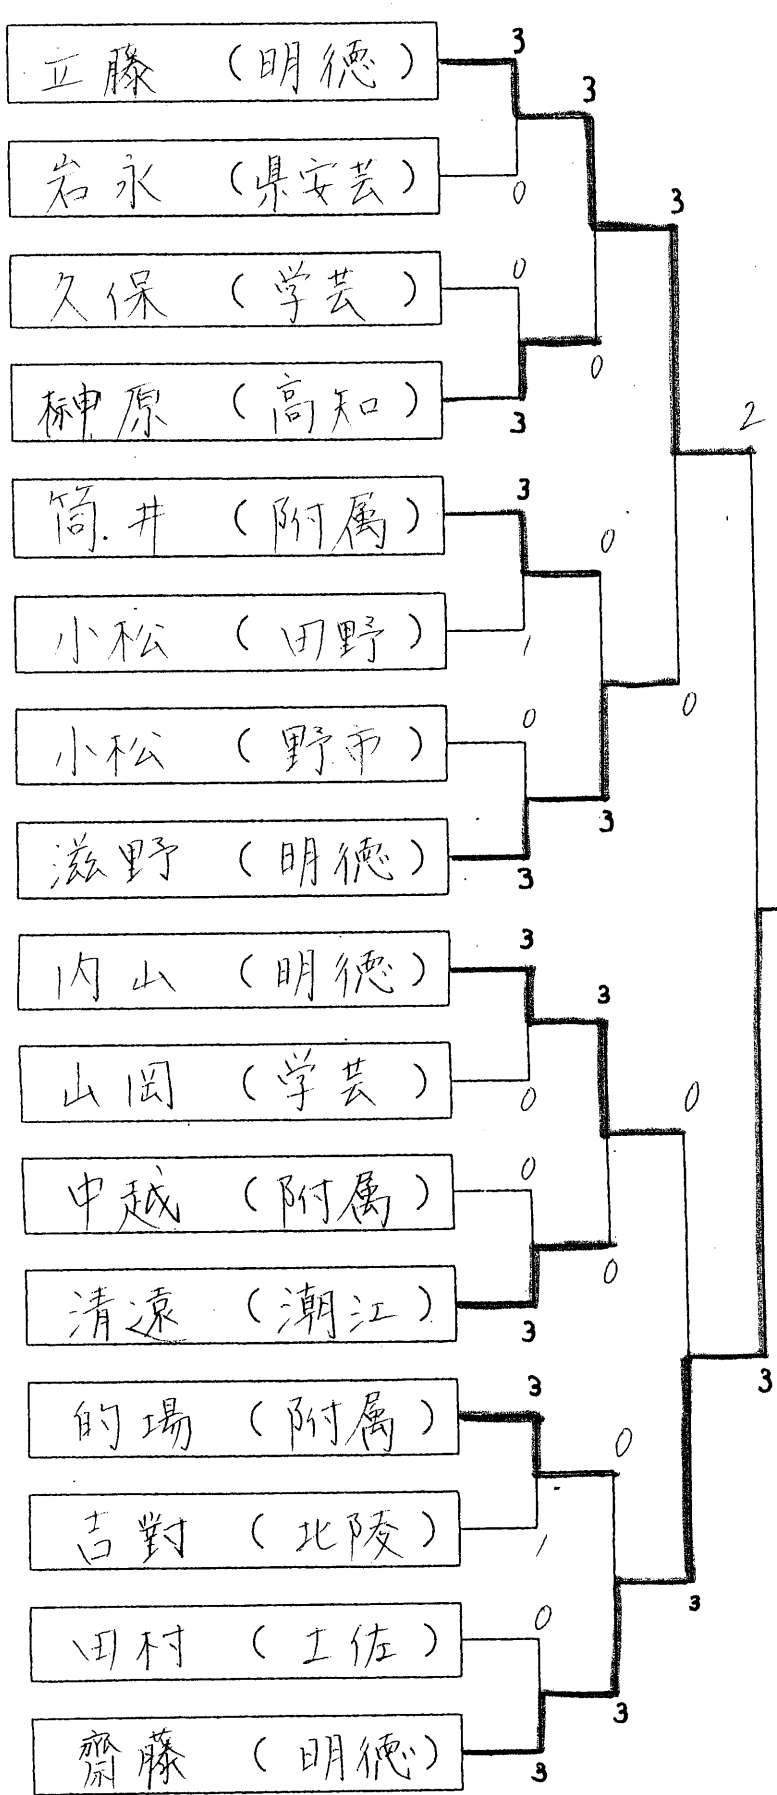 立藤 (明徳)
3
3
岩永 (県安芸)
0
3
久保 (学芸)
0
榊原 (高知)
3
0
2
筒井 (附属)
3
0
小松 (田野)
1
0
小松 (野市)
0
滋野 (明徳)
3
3
内山 (明徳)
3
3
山岡 (学芸)
0
0
中越 (附属)
0
清遠 (潮江)
3
0
3
的場 (附属)
3
0
吉對 (北陵)
1
3
田村 (土佐)
0
齋藤 (明徳)
3
3